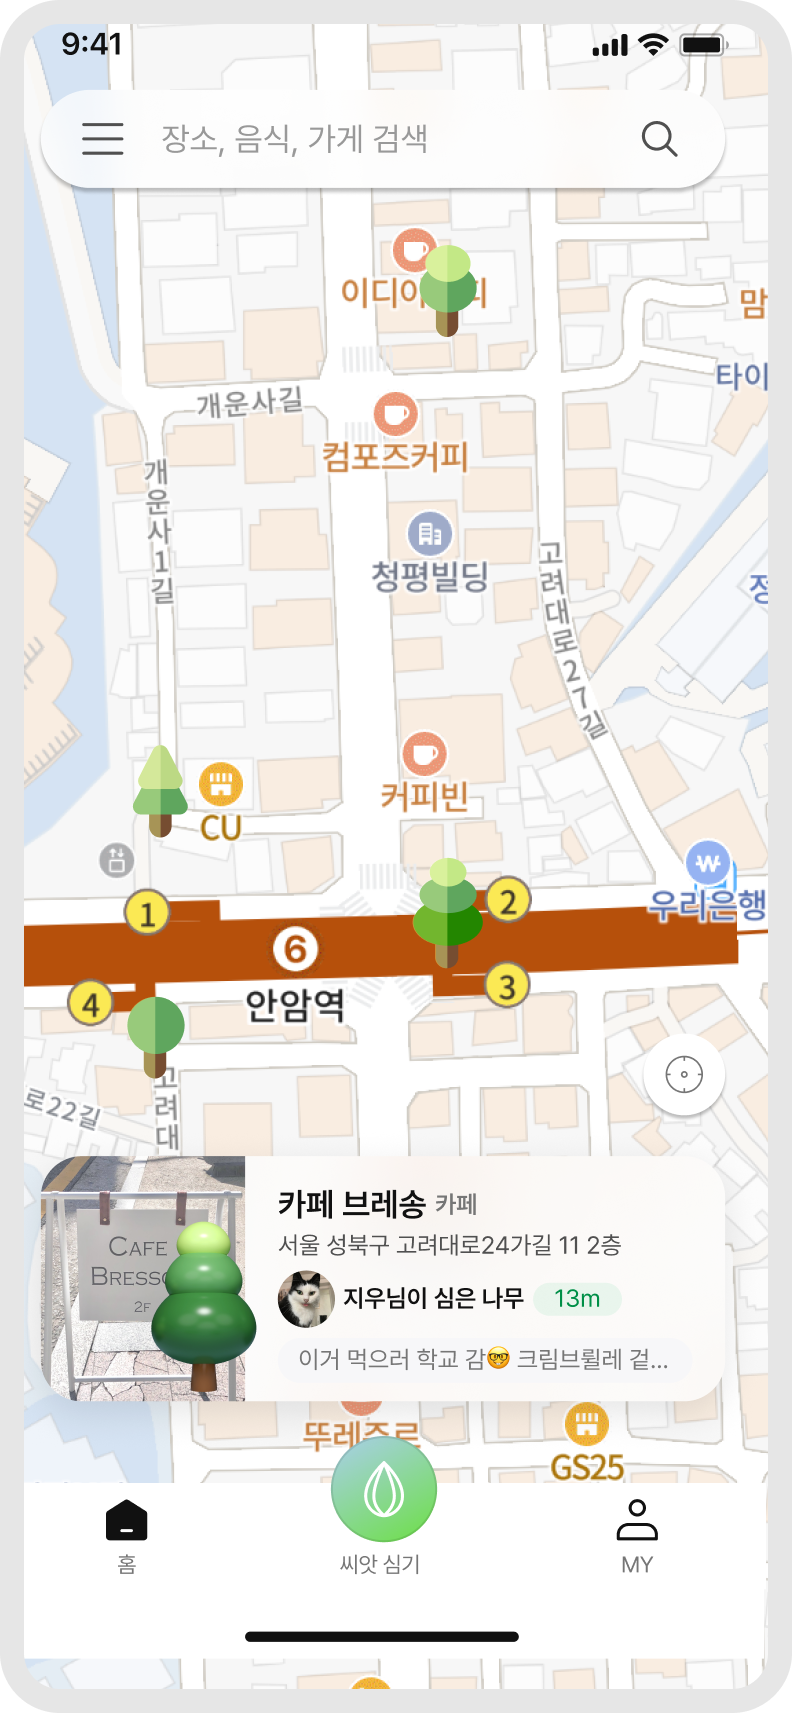 9:41
장소, 음식, 가게 검색
이디야
피
맘
타이
개운사길
컴포즈커피
개운사1길
청평빌딩
고려대로27길
정
커피빈
CU
우리은행
1
2
6
3
4
안암역
로22길
고려대
CAFE
BRESSO
2F
카페 브레송 카페
서울 성북구 고려대로24가길 11 2층
지우님이 심은 나무 13m
이거 먹으러 학교 감🤓 크림브륄레 겉...
뚜레주르
GS25
홈
씨앗 심기
MY